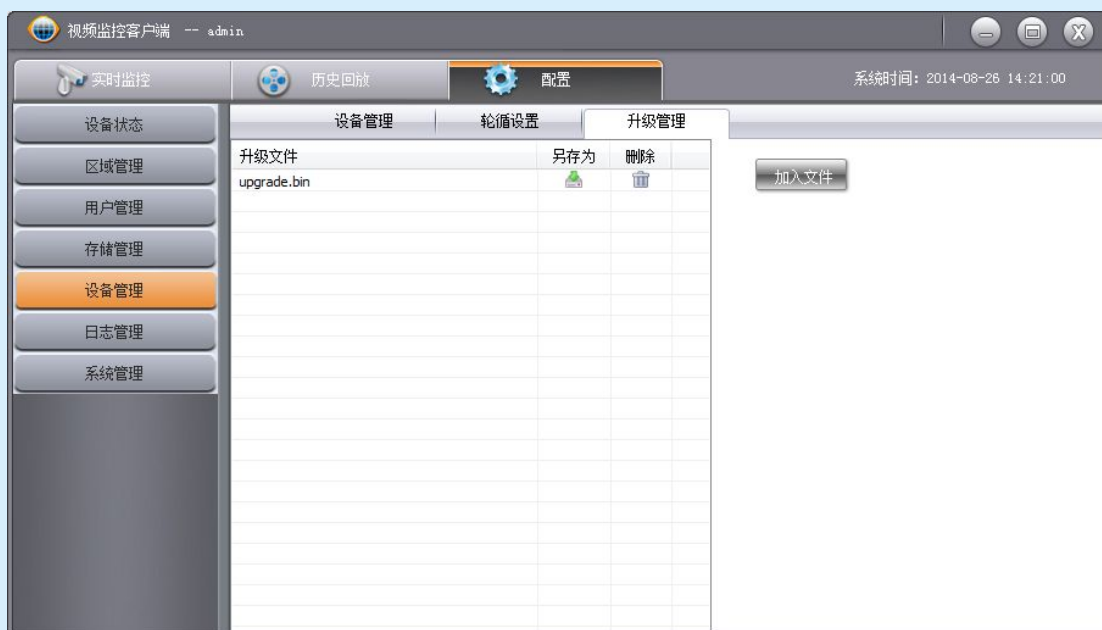 视频监控客户端 -- admin
实时监控 历史回放 配置 系统时间: 2014-08-26 14:21:00
设备状态
区域管理
用户管理
存储管理
设备管理
日志管理
系统管理
设备管理 轮循设置 升级管理
升级文件 另存为 删除
upgrade.bin
加入文件